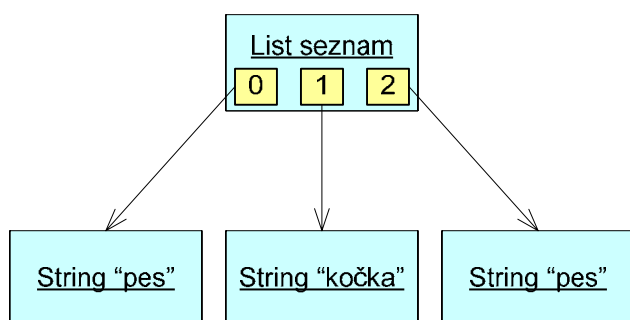 List seznam
0 1 2
String “pes” String “kočka” String “pes”